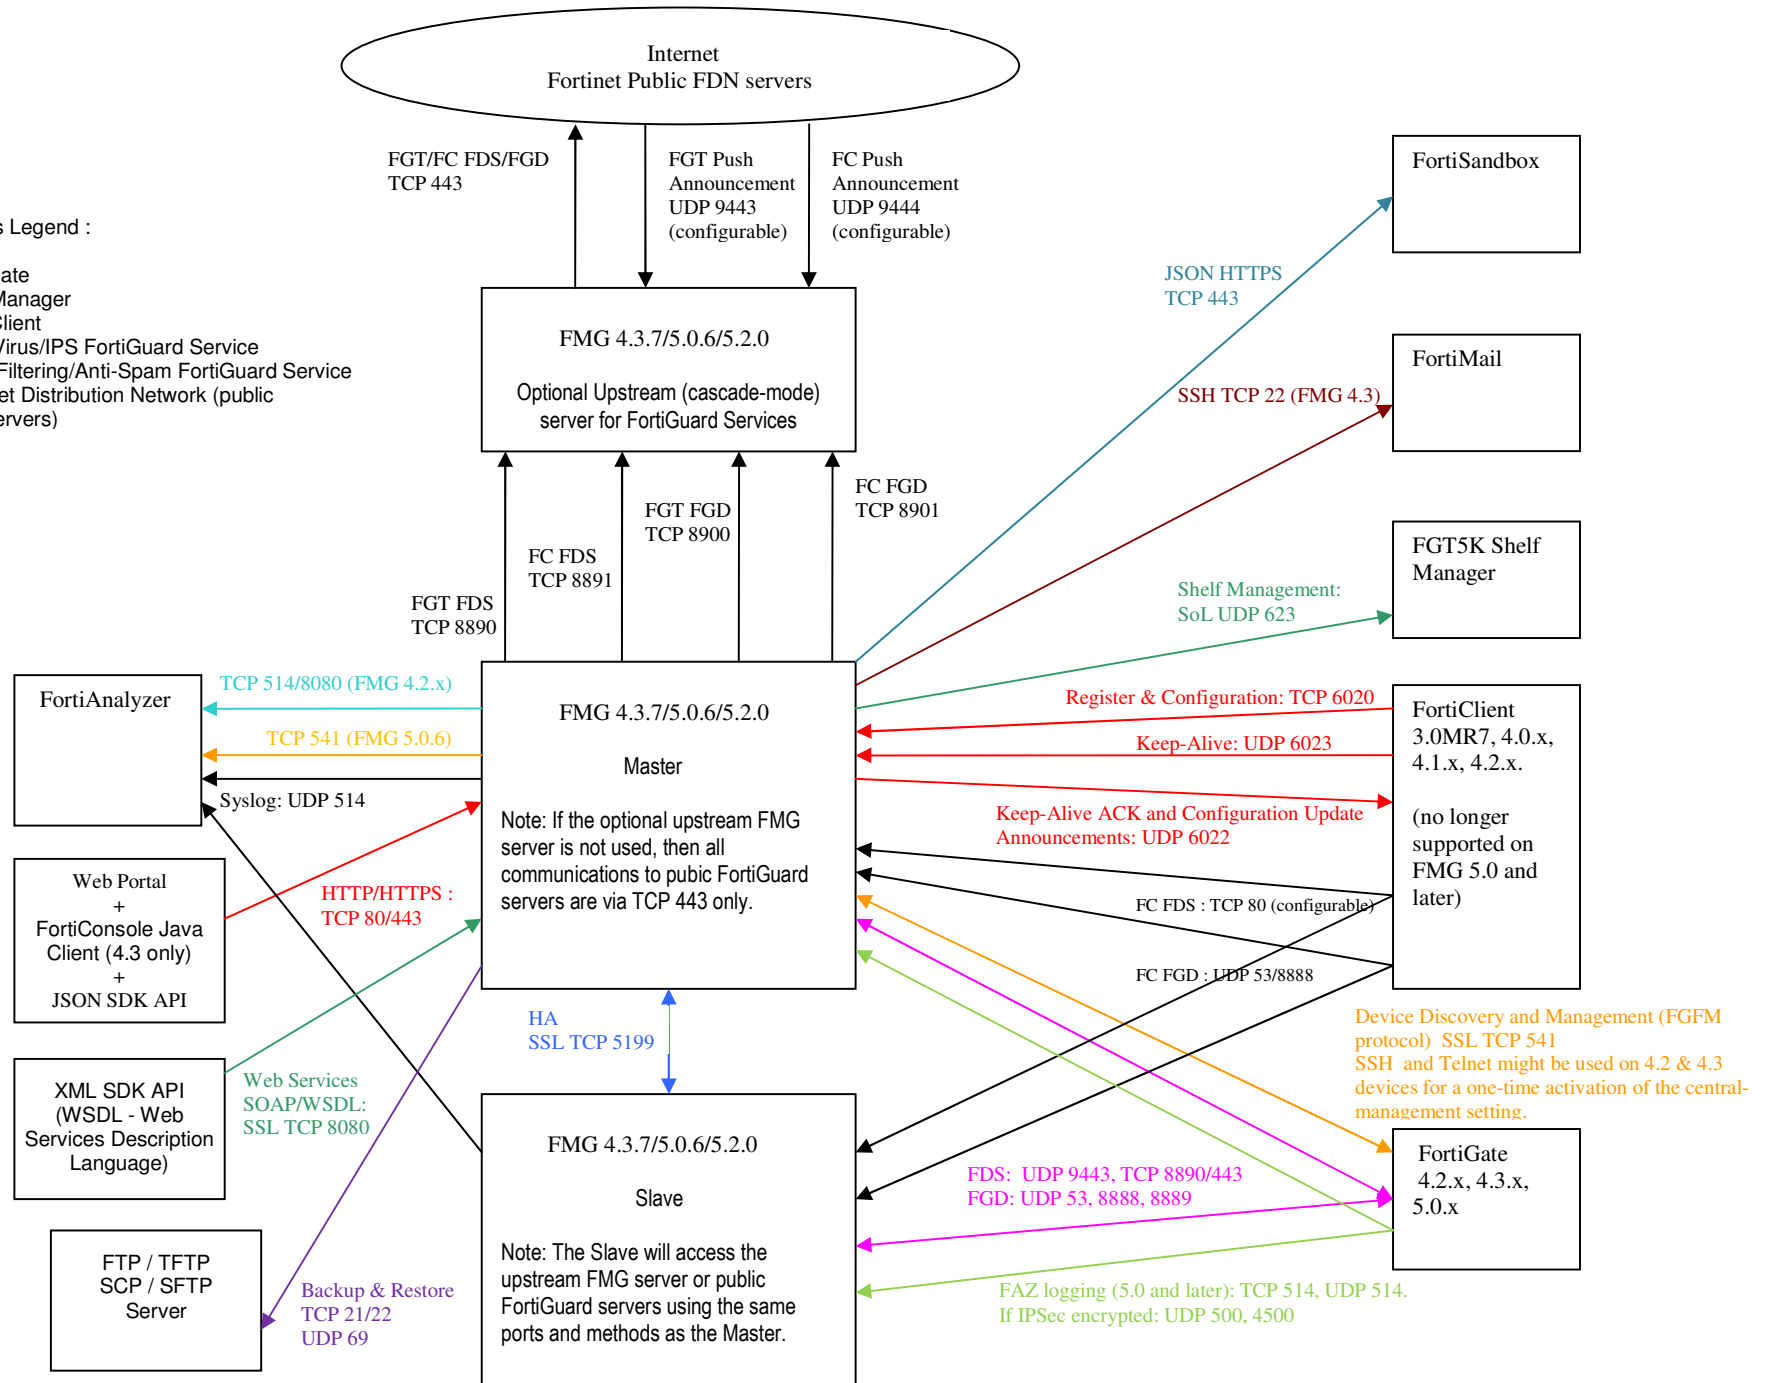 Internet
Fortinet Public FDN servers
FGT/FC FDS/FGD
TCP 443
FGT Push
Announcement
UDP 9443
(configurable)
FC Push
Announcement
UDP 9444
(configurable)
s Legend :
ate
Manager
Client
Virus/IPS FortiGuard Service
Filtering/Anti-Spam FortiGuard Service
et Distribution Network (public
ervers)
FMG 4.3.7/5.0.6/5.2.0
Optional Upstream (cascade-mode)
server for FortiGuard Services
FortiSandbox
JSON HTTPS
TCP 443
FortiMail
SSH TCP 22 (FMG 4.3)
FGT5K Shelf
Manager
Shelf Management:
SoL UDP 623
FGT FDS
TCP 8890
FC FDS
TCP 8891
FGT FGD
TCP 8900
FC FGD
TCP 8901
FortiAnalyzer
TCP 514/8080 (FMG 4.2.x)
TCP 541 (FMG 5.0.6)
Syslog: UDP 514
FMG 4.3.7/5.0.6/5.2.0
Master
Note: If the optional upstream FMG
server is not used, then all
communications to pubic FortiGuard
servers are via TCP 443 only.
Register & Configuration: TCP 6020
Keep-Alive: UDP 6023
Keep-Alive ACK and Configuration Update
Announcements: UDP 6022
FortiClient
3.0MR7, 4.0.x,
4.1.x, 4.2.x.
(no longer
supported on
FMG 5.0 and
later)
FC FDS : TCP 80 (configurable)
FC FGD : UDP 53/8888
Web Portal
+
FortiConsole Java
Client (4.3 only)
+
JSON SDK API
HTTP/HTTPS :
TCP 80/443
HA
SSL TCP 5199
Device Discovery and Management (FGFM
protocol)  SSL TCP 541
SSH  and Telnet might be used on 4.2 & 4.3
devices for a one-time activation of the central-
management setting.
XML SDK API
(WSDL - Web
Services Description
Language)
Web Services
SOAP/WSDL:
SSL TCP 8080
FMG 4.3.7/5.0.6/5.2.0
Slave
Note: The Slave will access the
upstream FMG server or public
FortiGuard servers using the same
ports and methods as the Master.
FDS:  UDP 9443, TCP 8890/443
FGD: UDP 53, 8888, 8889
FortiGate
4.2.x, 4.3.x,
5.0.x
FAZ logging (5.0 and later): TCP 514, UDP 514.
If IPSec encrypted: UDP 500, 4500
FTP / TFTP
SCP / SFTP
Server
Backup & Restore
TCP 21/22
UDP 69